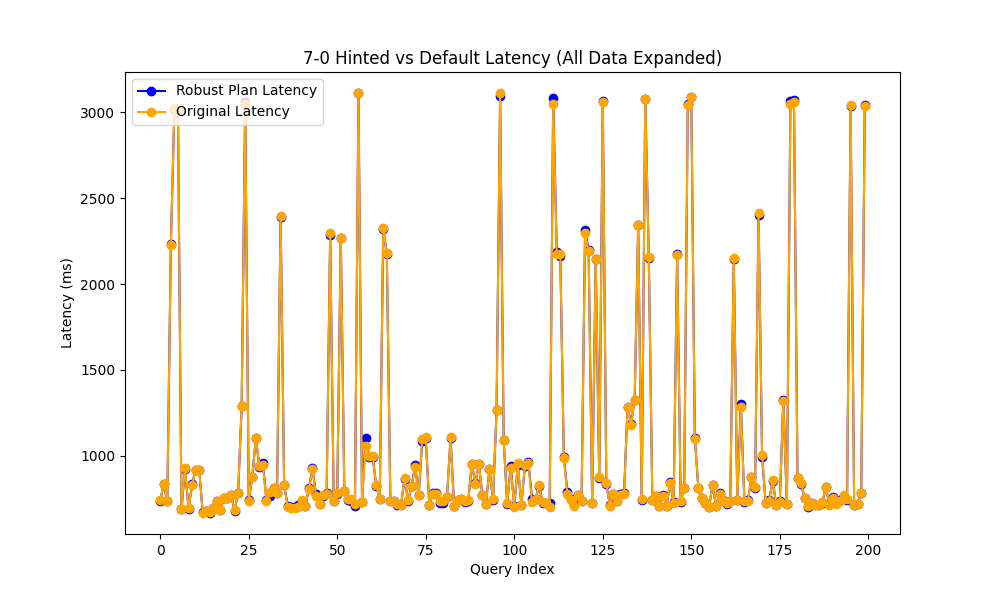 7-0 Hinted vs Default Latency (All Data Expanded)
Robust Plan Latency
Original Latency
Latency (ms)
3000
2500
2000
1500
1000
0 25 50 75 100 125 150 175 200
Query Index